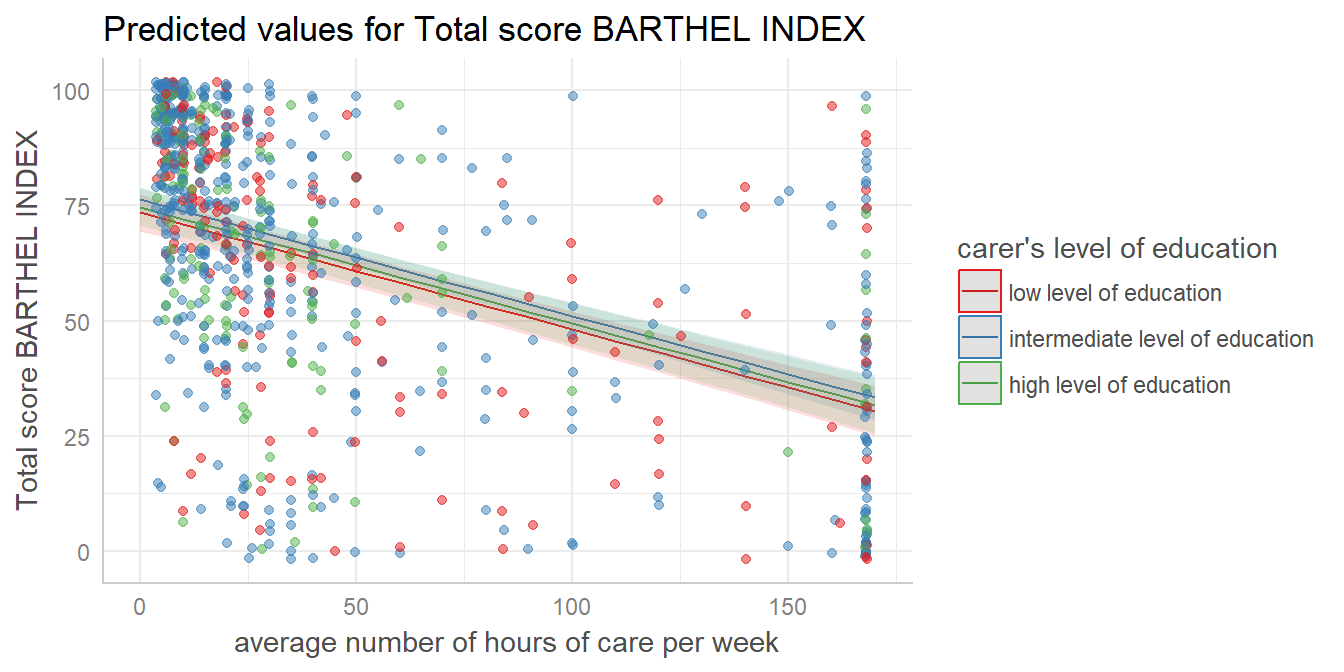 Predicted values for Total score BARTHEL INDEX
Total score BARTHEL INDEX
100
75
50
25
0
0 50 100 150
average number of hours of care per week
carer's level of education
low level of education
intermediate level of education
high level of education